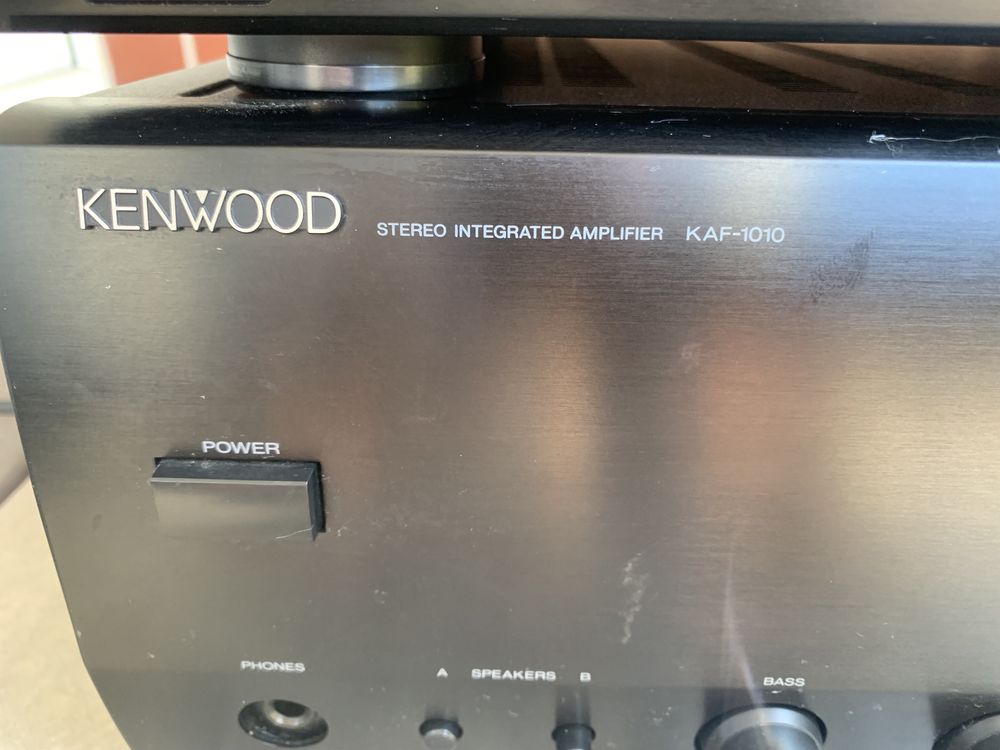 KENWOOD
STEREO INTEGRATED AMPLIFIER KAF-1010
POWER
PHONES
A SPEAKERS B
BASS